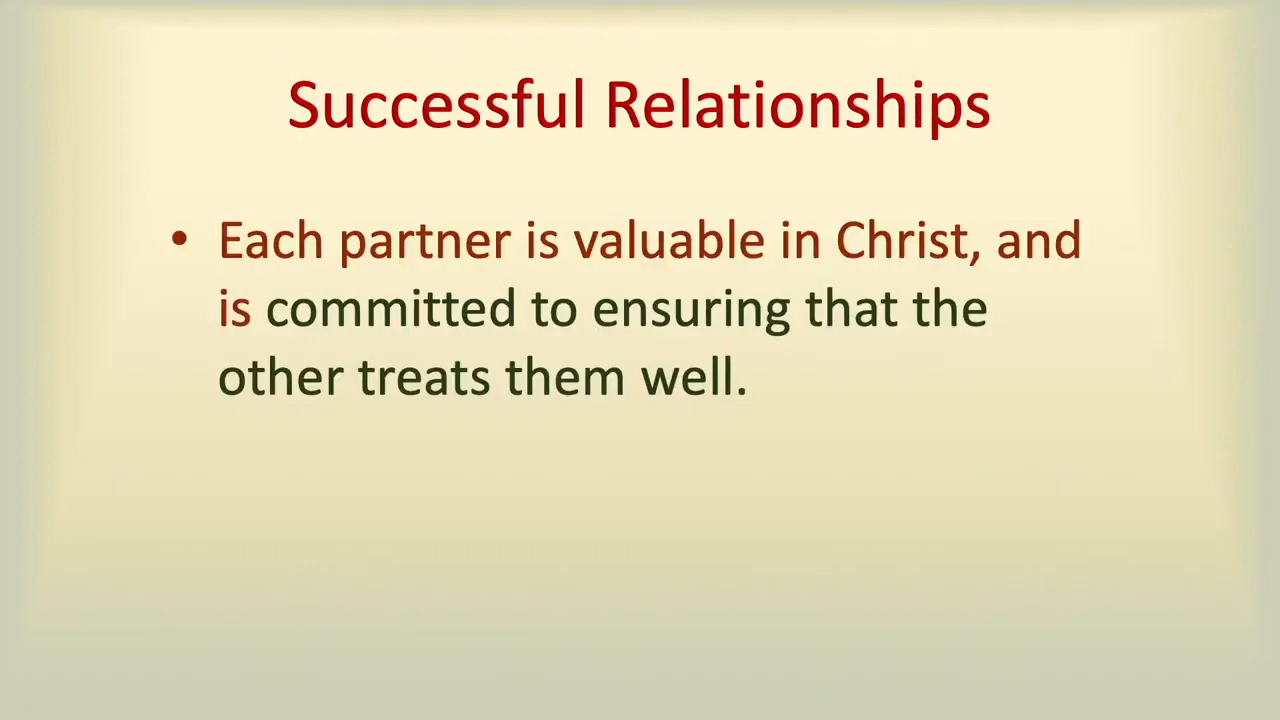 Successful Relationships
• Each partner is valuable in Christ, and
is committed to ensuring that the
other treats them well.